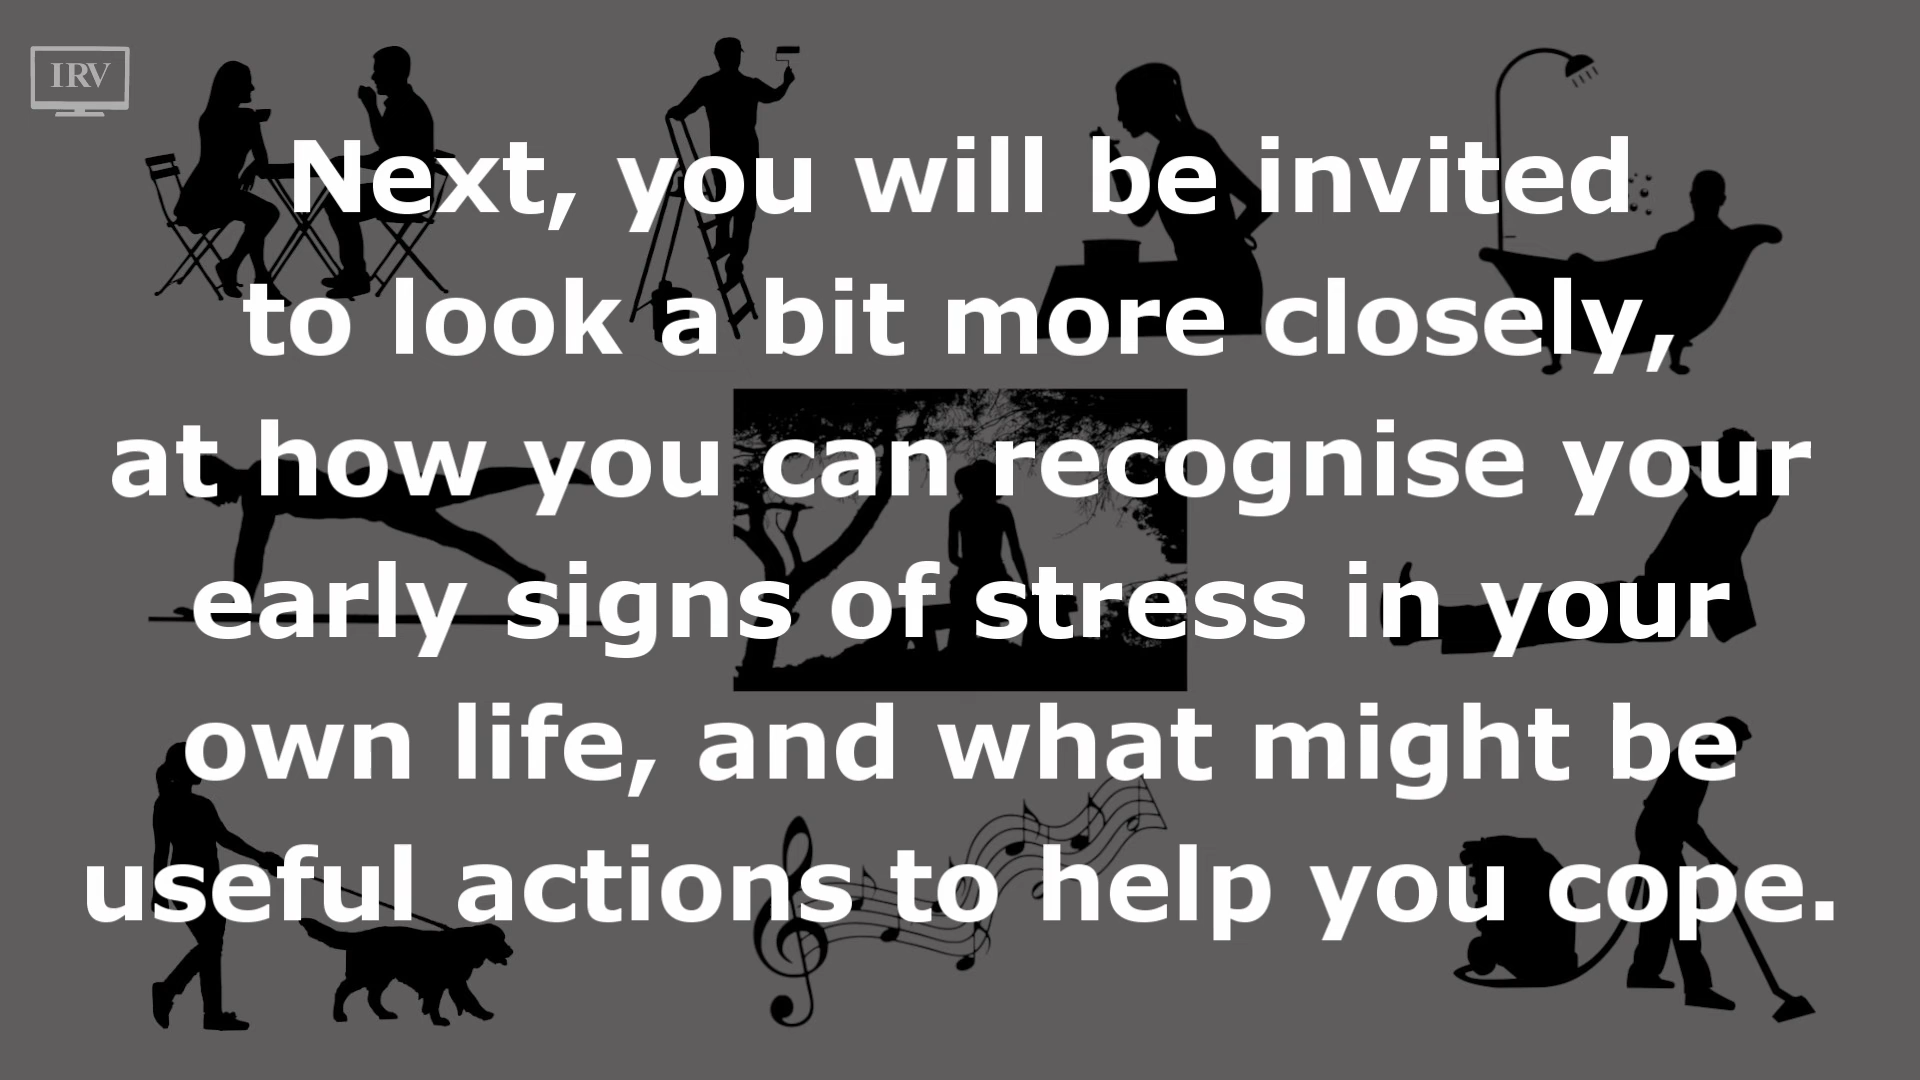 IRV
Next, you will be invited
to look a bit more closely,
at how you can recognise your
early signs of stress in your
own life, and what might be
useful actions to help you cope.